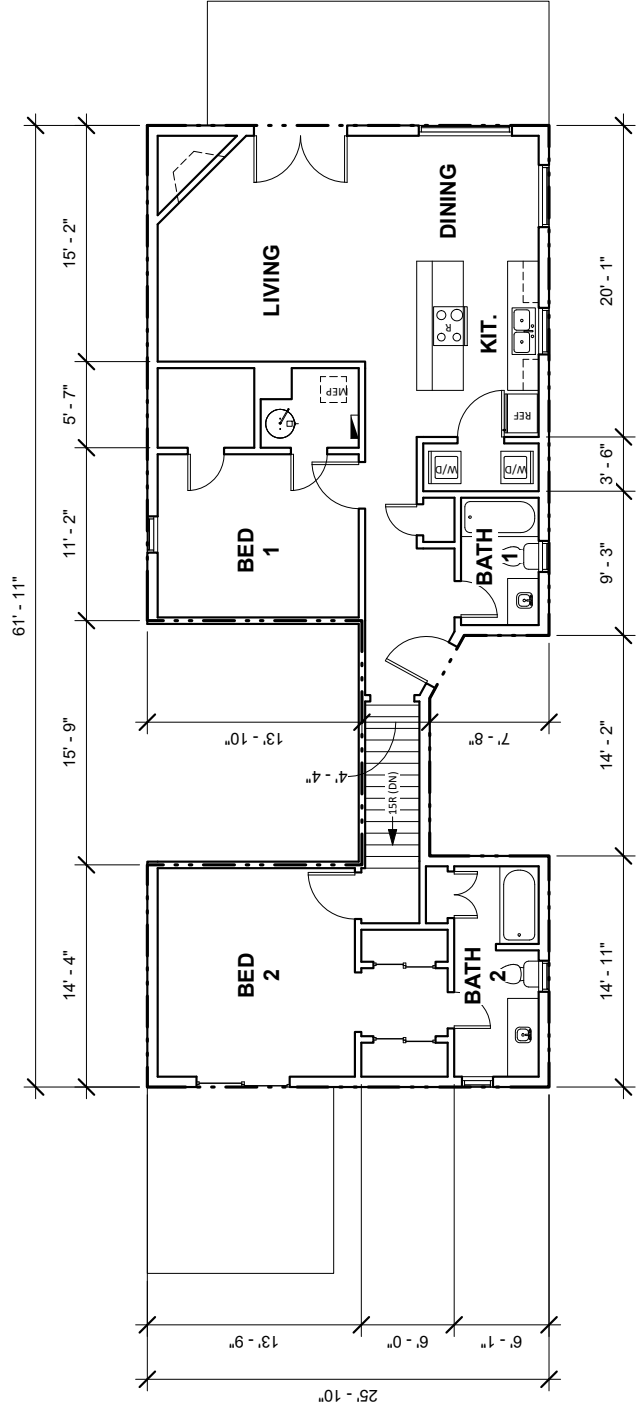 61' - 11"
14' - 4"
15' - 9"
11' - 2"
5' - 7"
15' - 2"
25' - 10"
13' - 9"
6' - 0"
6' - 1"
BED
2
BATH
2
13' - 10"
4' - 4"
7' - 8"
15R (DN)
BED
1
BATH
1
MEP
W/D
W/D
REF
LIVING
DINING
KIT.
R
14' - 11"
14' - 2"
9' - 3"
3' - 6"
20' - 1"